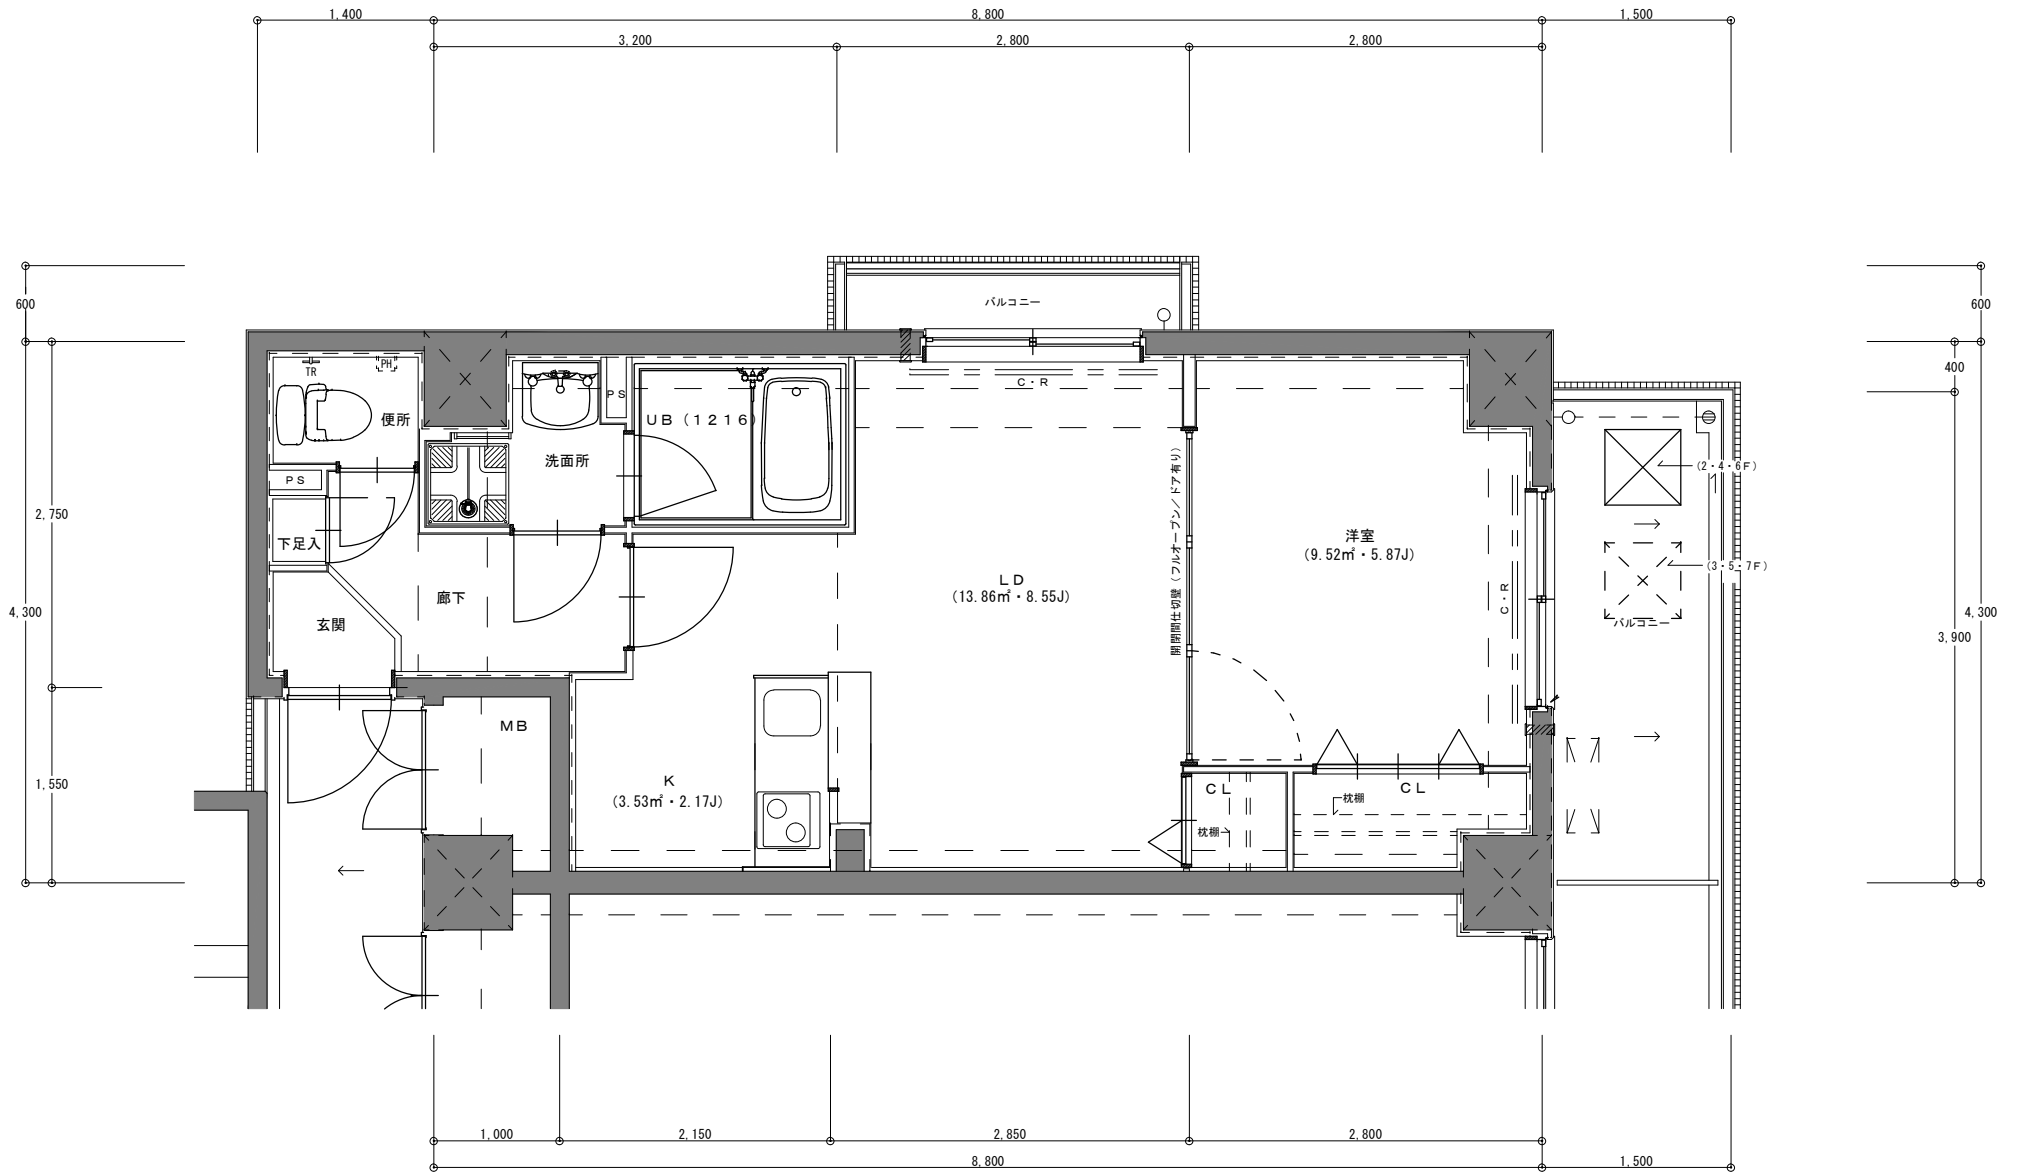 1,400
8,800
1,500
3,200
2,800
2,800
600
600
バルコニー
400
TR
PH
C・R
PS
便所
UB（1216）
洗面所
(2・4・6F)
PS
2,750
開閉間仕切壁（フルオープン／ドア有り）
洋室
(9.52㎡・5.87J)
下足入
(3・5・7F)
LD
(13.86㎡・8.55J)
廊下
C・R
4,300
4,300
玄関
バルコニー
3,900
MB
K
(3.53㎡・2.17J)
1,550
CL
CL
枕棚
枕棚
1,000
2,150
2,850
2,800
8,800
1,500